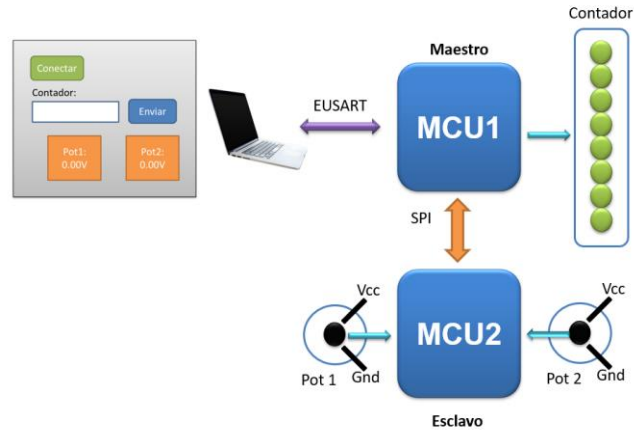 Conectar
Contador:
Enviar
Pot1:
0.00V
Pot2:
0.00V
EUSART
Maestro
MCU1
Contador
SPI
Vcc
Pot 1
Gnd
MCU2
Vcc
Pot 2
Gnd
Esclavo